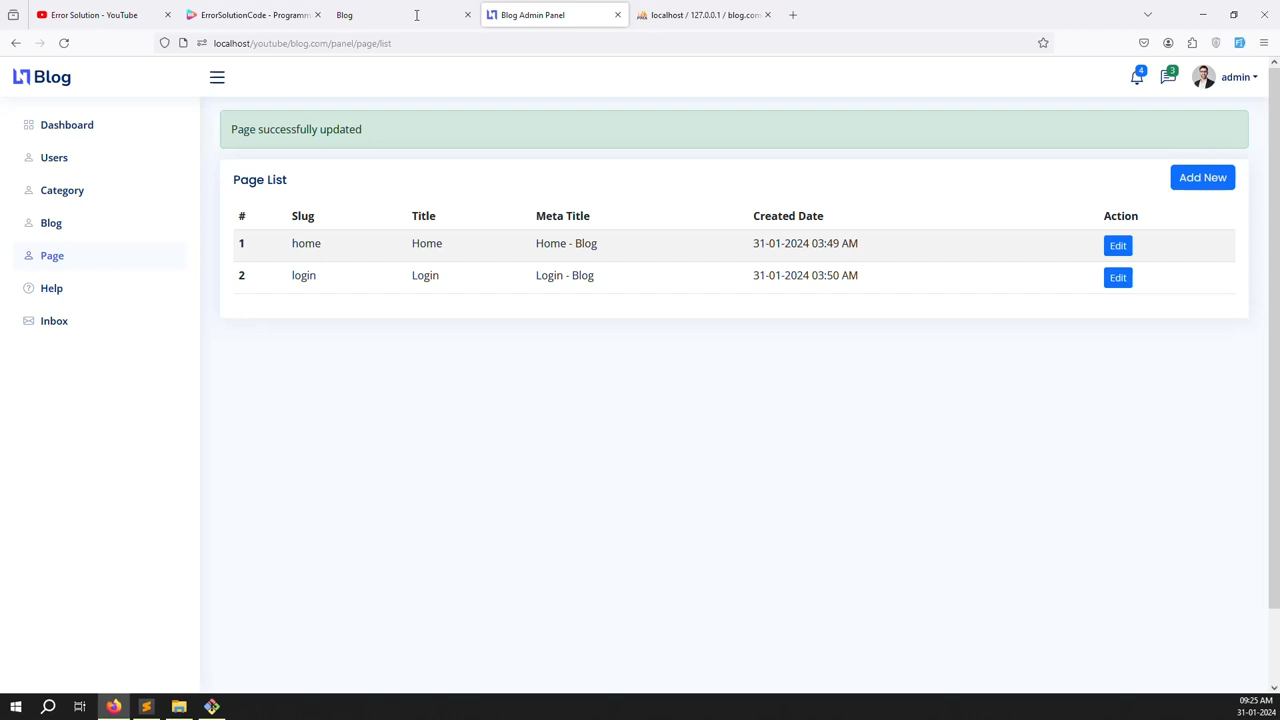 Error Solution - YouTube
ErrorSolutionCode - Programm
Blog
Blog Admin Panel
localhost / 127.0.0.1 / blog.com
localhost/youtube/blog.com/panel/page/list
Blog
4
3
admin
Dashboard
Users
Category
Blog
Page
Help
Inbox
Page successfully updated
Page List
Add New
# Slug Title Meta Title Created Date Action
1 home Home Home - Blog 31-01-2024 03:49 AM Edit
2 login Login Login - Blog 31-01-2024 03:50 AM Edit
09:25 AM
31-01-2024